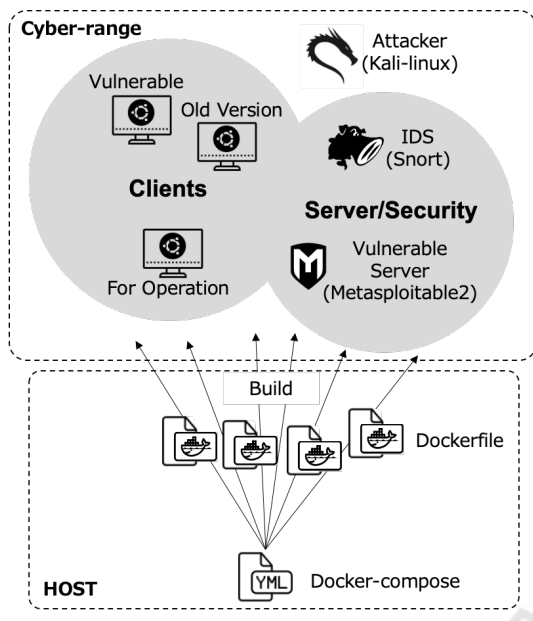 Cyber-range
Attacker
(Kali-linux)
Vulnerable
Old Version
IDS
(Snort)
Clients
Server/Security
Vulnerable
Server
(Metasploitable2)
For Operation
Build
Dockerfile
YML
Docker-compose
HOST